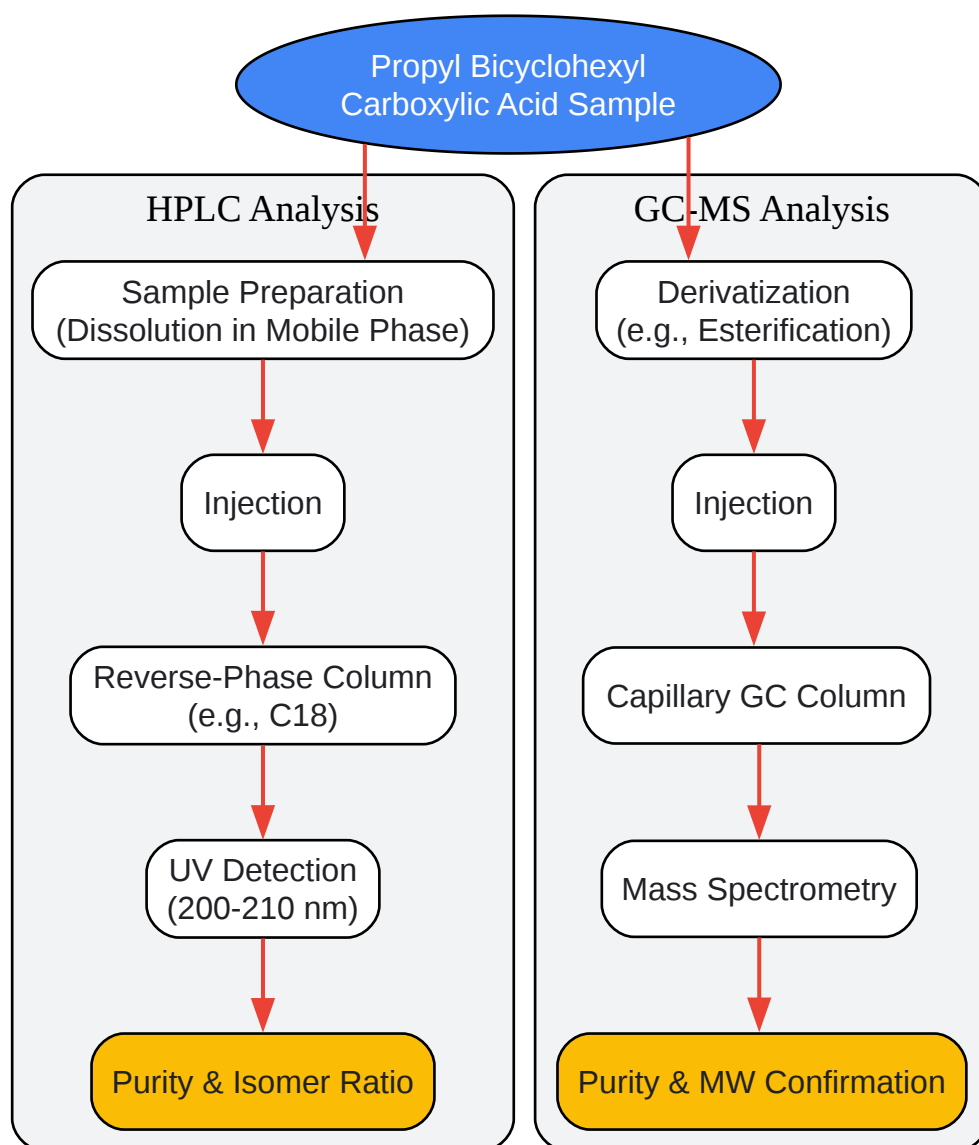 Propyl Bicyclohexyl
Carboxylic Acid Sample
HPLC Analysis
Sample Preparation
(Dissolution in Mobile Phase)
Injection
Reverse-Phase Column
(e.g., C18)
UV Detection
(200-210 nm)
Purity & Isomer Ratio
GC-MS Analysis
Derivatization
(e.g., Esterification)
Injection
Capillary GC Column
Mass Spectrometry
Purity & MW Confirmation